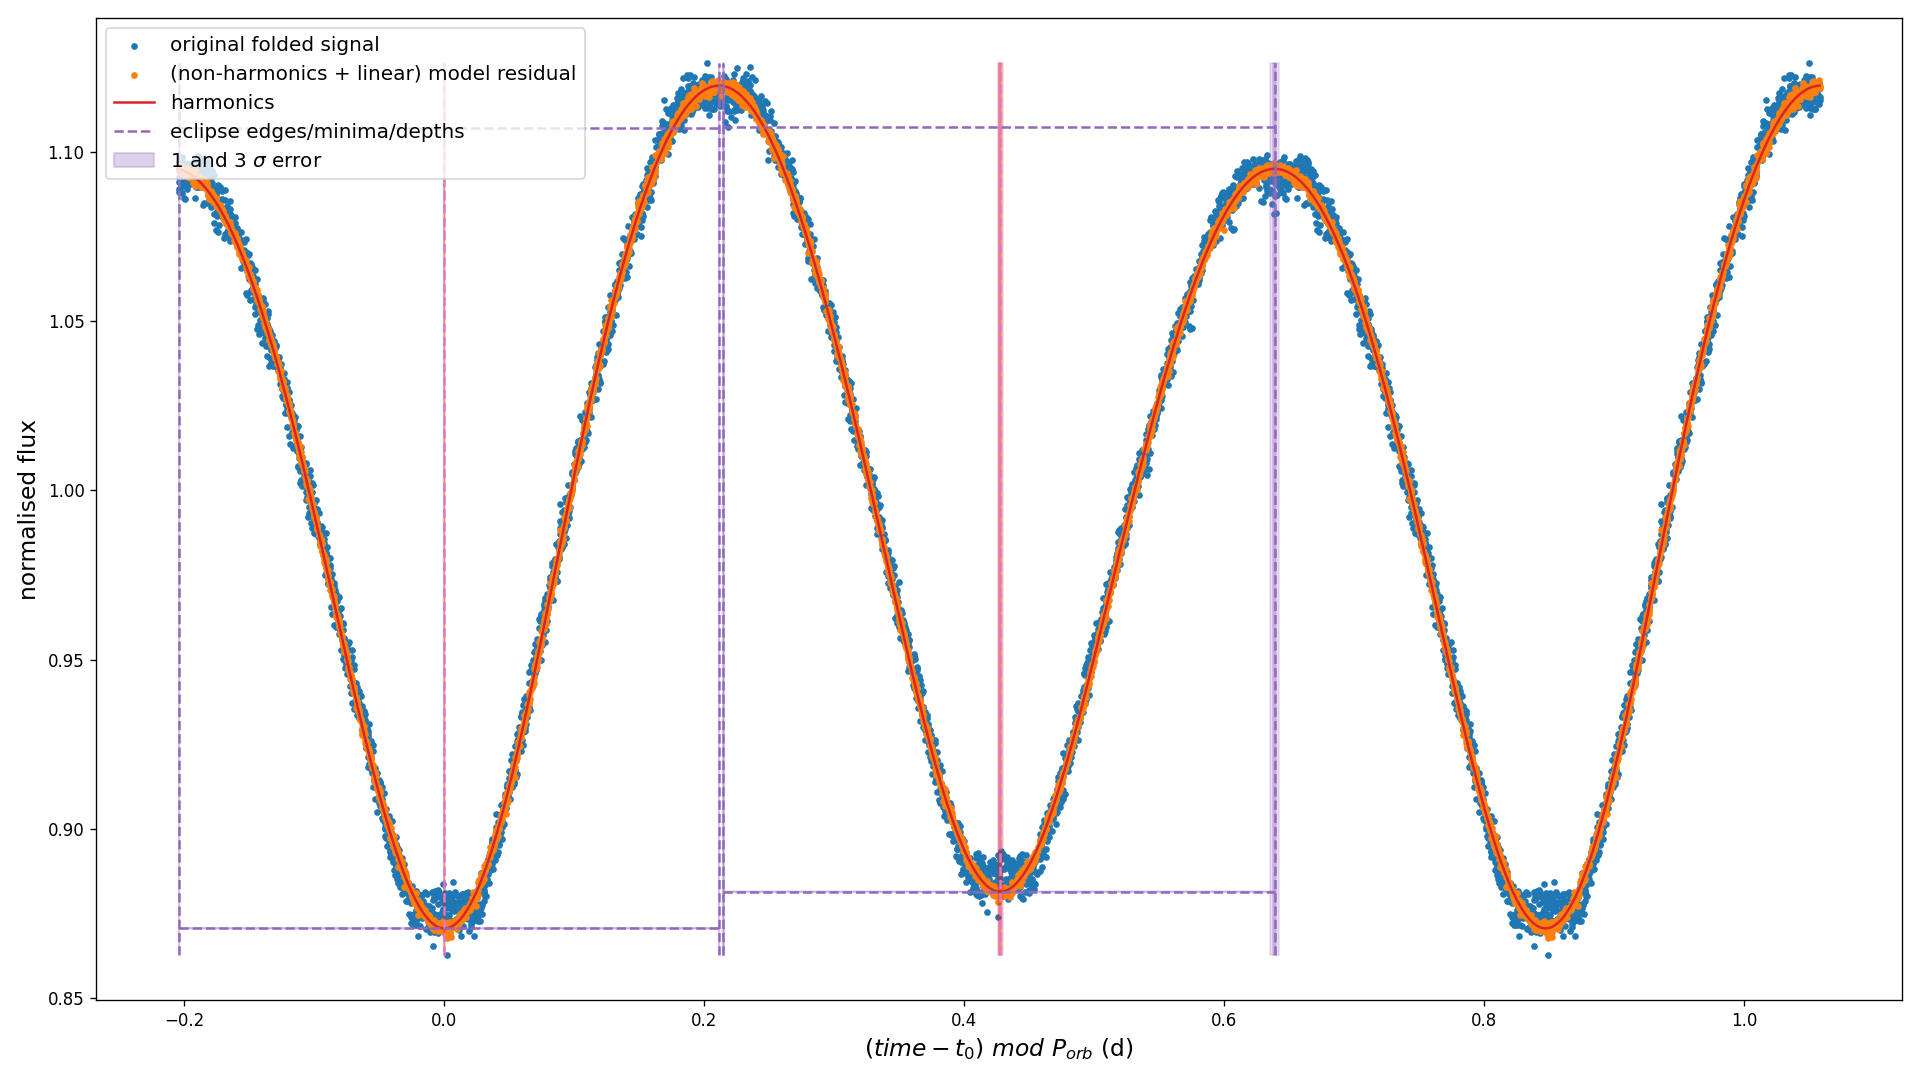 original folded signal
(non-harmonics + linear) model residual
harmonics
eclipse edges/minima/depths
1 and 3 σ error
normalised flux
1.10
1.05
1.00
0.95
0.90
0.85
−0.2 0.0 0.2 0.4 0.6 0.8 1.0
(time − t₀) mod P_orb (d)